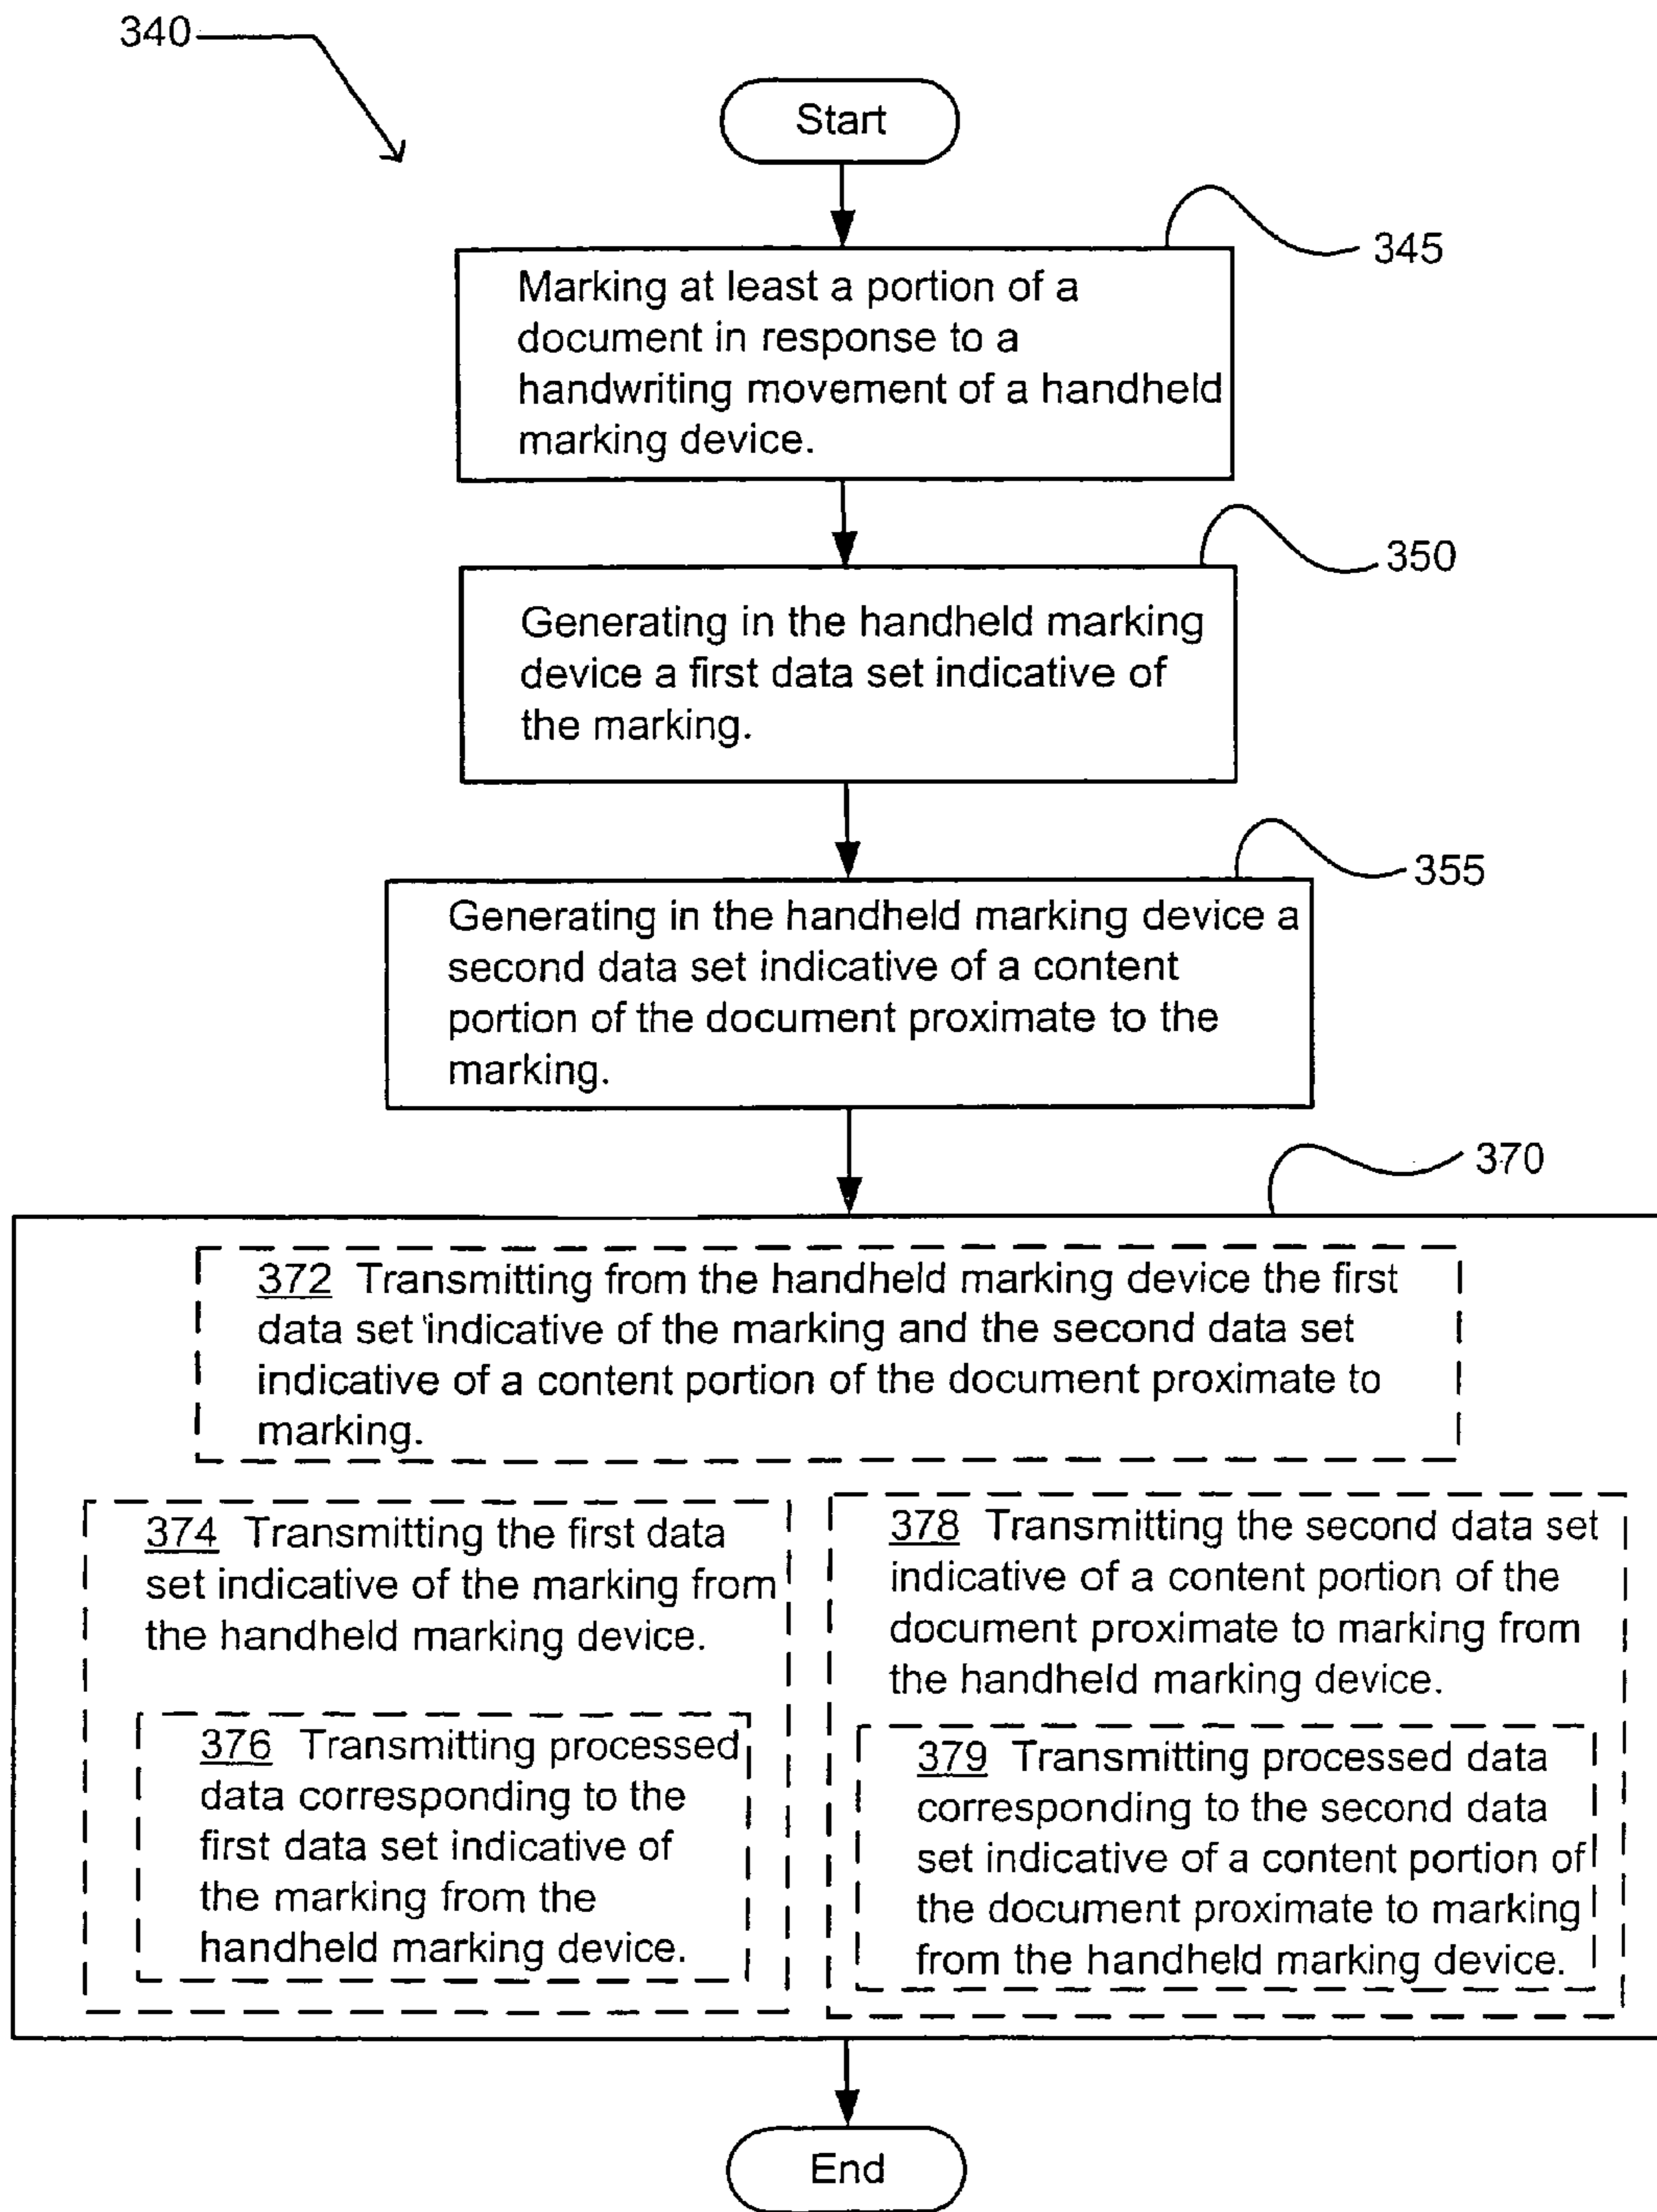 340
Start
345
Marking at least a portion of a
document in response to a
handwriting movement of a handheld
marking device.
350
Generating in the handheld marking
device a first data set indicative of
the marking.
355
Generating in the handheld marking device a
second data set indicative of a content
portion of the document proximate to the
marking.
370
372 Transmitting from the handheld marking device the first
data set indicative of the marking and the second data set
indicative of a content portion of the document proximate to
marking.
374 Transmitting the first data
set indicative of the marking from
the handheld marking device.
376 Transmitting processed
data corresponding to the
first data set indicative of
the marking from the
handheld marking device.
378 Transmitting the second data set
indicative of a content portion of the
document proximate to marking from
the handheld marking device.
379 Transmitting processed data
corresponding to the second data
set indicative of a content portion of
the document proximate to marking
from the handheld marking device.
End